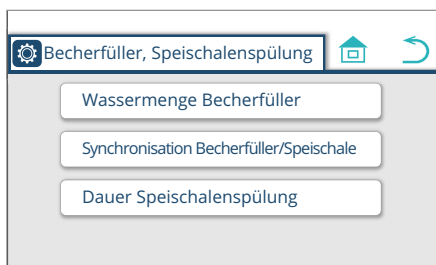 Becherfüller, Speischalenspülung
Wassermenge Becherfüller
Synchronisation Becherfüller/Speischale
Dauer Speischalenspülung